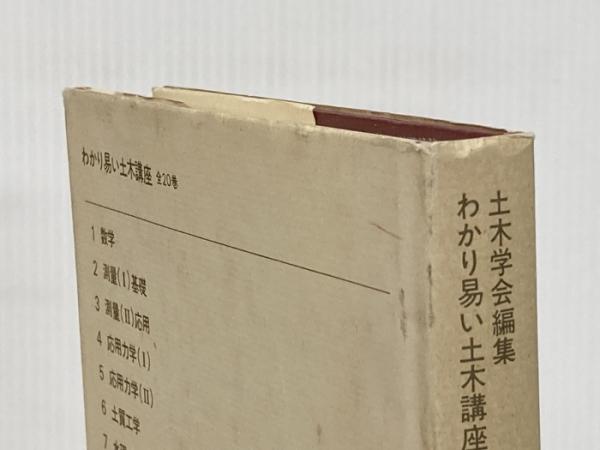 わかり易い土木講座 全20巻
1 数学
2 測量(I)基礎
3 測量(II)応用
4 応用力学(I)
5 応用力学(II)
6 土質工学
7
土木学会編集
わかり易い土木講座